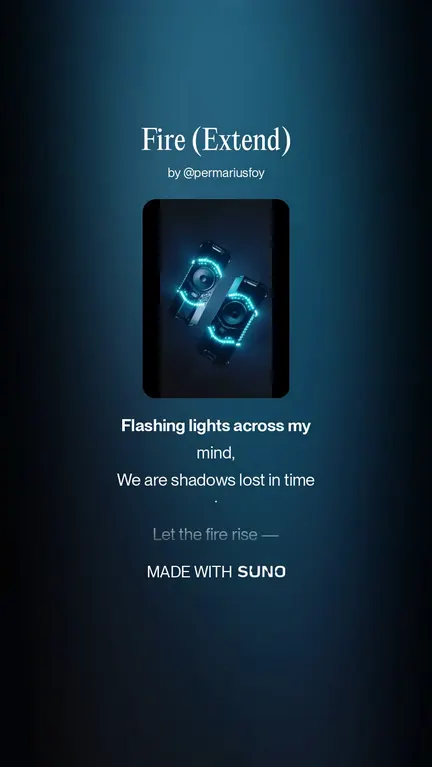 Fire (Extend)
by @permariusfoy
Flashing lights across my
mind,
We are shadows lost in time
.
Let the fire rise —
MADE WITH SUNO